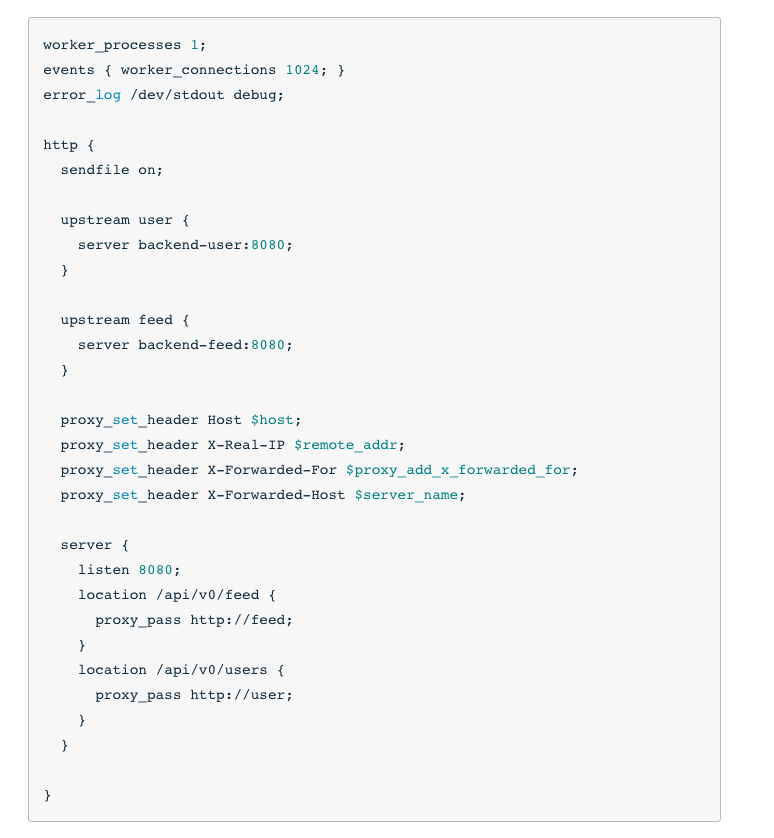 worker_processes 1;
events { worker_connections 1024; }
error_log /dev/stdout debug;

http {
  sendfile on;

  upstream user {
    server backend-user:8080;
  }

  upstream feed {
    server backend-feed:8080;
  }

  proxy_set_header Host $host;
  proxy_set_header X-Real-IP $remote_addr;
  proxy_set_header X-Forwarded-For $proxy_add_x_forwarded_for;
  proxy_set_header X-Forwarded-Host $server_name;

  server {
    listen 8080;
    location /api/v0/feed {
      proxy_pass http://feed;
    }
    location /api/v0/users {
      proxy_pass http://user;
    }
  }

}